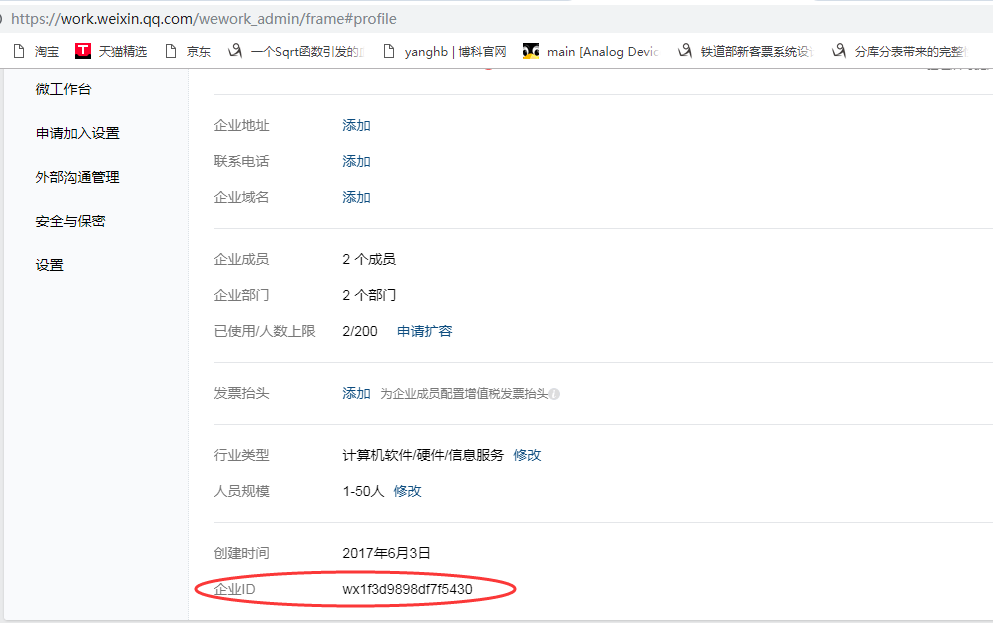 https://work.weixin.qq.com/wework_admin/frame#profile
淘宝 T 天猫精选 京东 一个Sqrt函数引发的 yanghb | 博科官网 main [Analog Devic 铁道部新客票系统设 分库分表带来的完整
微工作台
申请加入设置
外部沟通管理
安全与保密
设置
企业地址 添加
联系电话 添加
企业域名 添加
企业成员 2 个成员
企业部门 2 个部门
已使用/人数上限 2/200 申请扩容
发票抬头 添加 为企业成员配置增值税发票抬头
行业类型 计算机软件/硬件/信息服务 修改
人员规模 1-50人 修改
创建时间 2017年6月3日
企业ID wx1f3d9898df7f5430